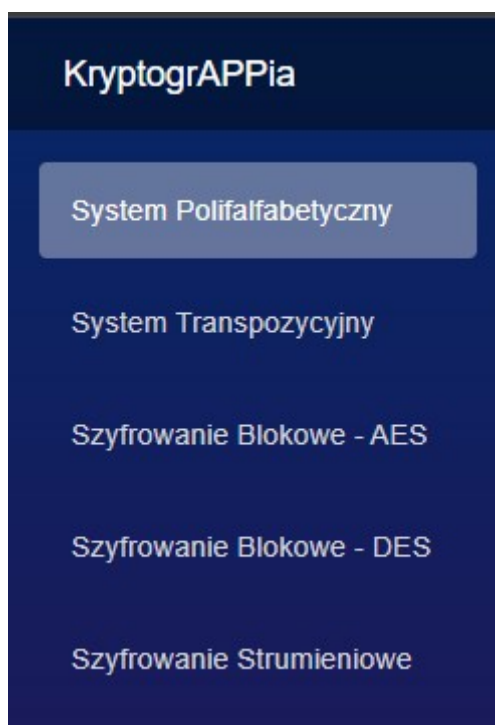 KryptogrAPPia
System Polifalfabetyczny
System Transpozycyjny
Szyfrowanie Blokowe - AES
Szyfrowanie Blokowe - DES
Szyfrowanie Strumieniowe